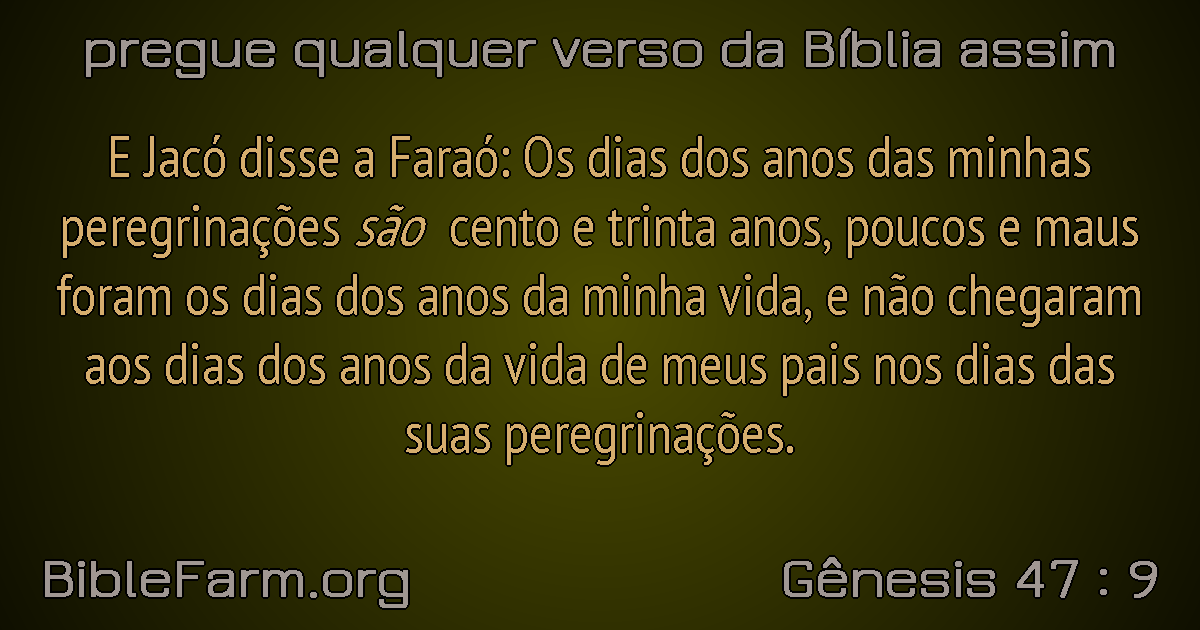 pregue qualquer verso da Bíblia assim
E Jacó disse a Faraó: Os dias dos anos das minhas
peregrinações são cento e trinta anos, poucos e maus
foram os dias dos anos da minha vida, e não chegaram
aos dias dos anos da vida de meus pais nos dias das
suas peregrinações.
BibleFarm.org
Gênesis 47 : 9